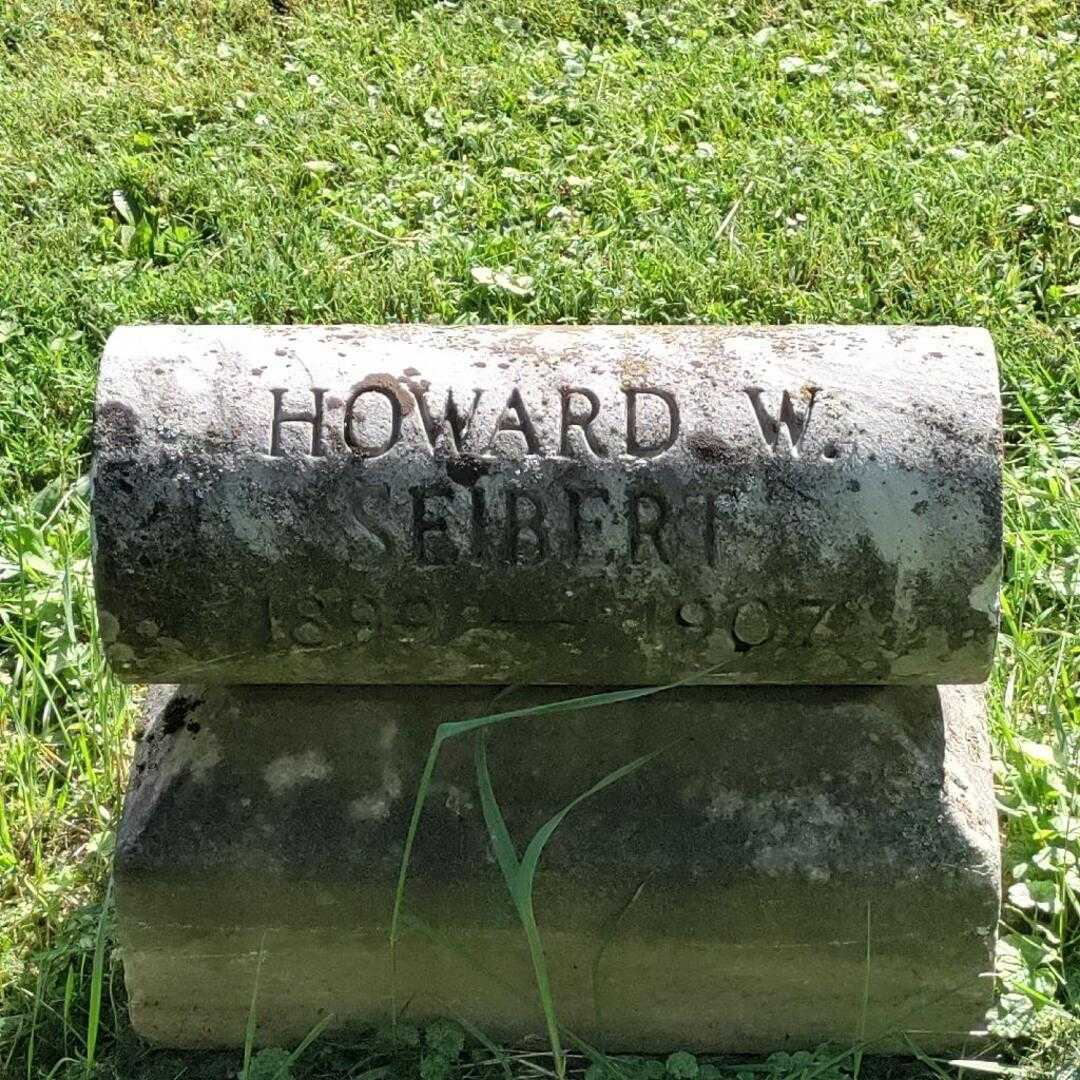 HOWARD W.
SEIBERT
1899 — 1907